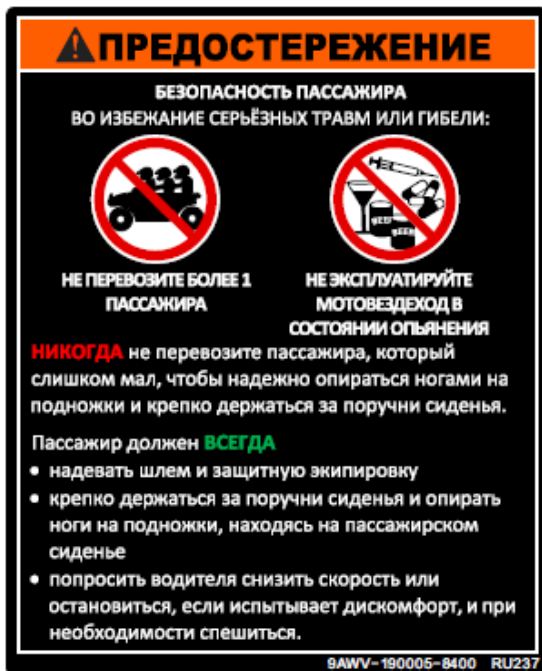 ПРЕДОСТЕРЕЖЕНИЕ
БЕЗОПАСНОСТЬ ПАССАЖИРА
ВО ИЗБЕЖАНИЕ СЕРЬЁЗНЫХ ТРАВМ ИЛИ ГИБЕЛИ:
НЕ ПЕРЕВОЗИТЕ БОЛЕЕ 1
ПАССАЖИРА
BEER
BEER
НЕ ЭКСПЛУАТИРУЙТЕ
МОТОВЕЗДЕХОД В
СОСТОЯНИИ ОПЬЯНЕНИЯ
НИКОГДА не перевозите пассажира, который
слишком мал, чтобы надежно опираться ногами на
подножки и крепко держаться за поручни сиденья.
Пассажир должен ВСЕГДА
• надевать шлем и защитную экипировку
• крепко держаться за поручни сиденья и опирать
ноги на подножки, находясь на пассажирском
сиденье
• попросить водителя снизить скорость или
остановиться, если испытывает дискомфорт, и при
необходимости спешиться.
9AWV-190005-8400 RU237